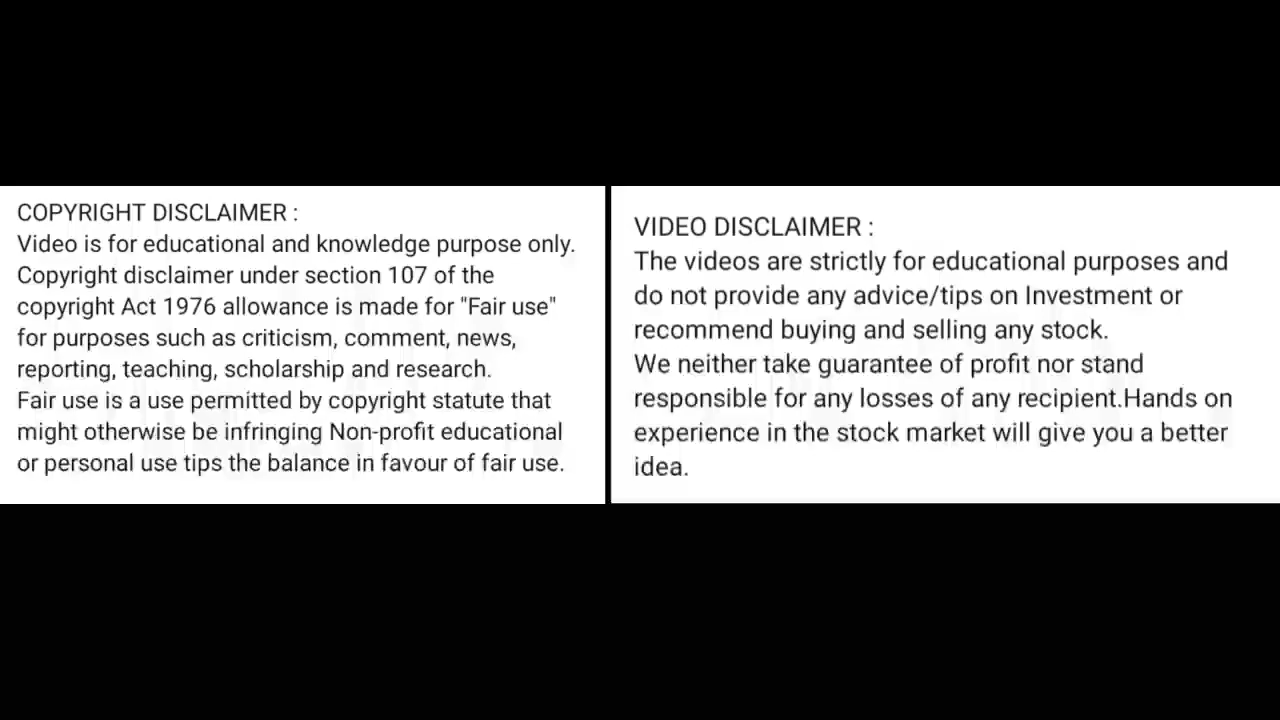 COPYRIGHT DISCLAIMER :
Video is for educational and knowledge purpose only.
Copyright disclaimer under section 107 of the
copyright Act 1976 allowance is made for "Fair use"
for purposes such as criticism, comment, news,
reporting, teaching, scholarship and research.
Fair use is a use permitted by copyright statute that
might otherwise be infringing Non-profit educational
or personal use tips the balance in favour of fair use.
VIDEO DISCLAIMER :
The videos are strictly for educational purposes and
do not provide any advice/tips on Investment or
recommend buying and selling any stock.
We neither take guarantee of profit nor stand
responsible for any losses of any recipient.Hands on
experience in the stock market will give you a better
idea.